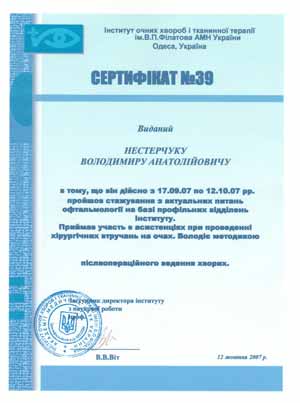 Інститут очних хвороб і тканинної терапії
ім.В.П.Філатова АМН України
Одеса, Україна
СЕРТИФІКАТ №39
Виданий
НЕСТЕРЧУКУ
ВОЛОДИМИРУ АНАТОЛІЙОВИЧУ
в тому, що він дійсно з 17.09.07 по 12.10.07 рр.
пройшов стажування з актуальних питань
офтальмології на базі профільних відділень
Інституту.
Приймав участь в асистенціях при проведенні
хірургічних втручань на очах. Володіє методикою
післяопераційного ведення хворих.
Заступник директора інституту
з наукової роботи
проф.
В.В.Віт
12 жовтня 2007 р.